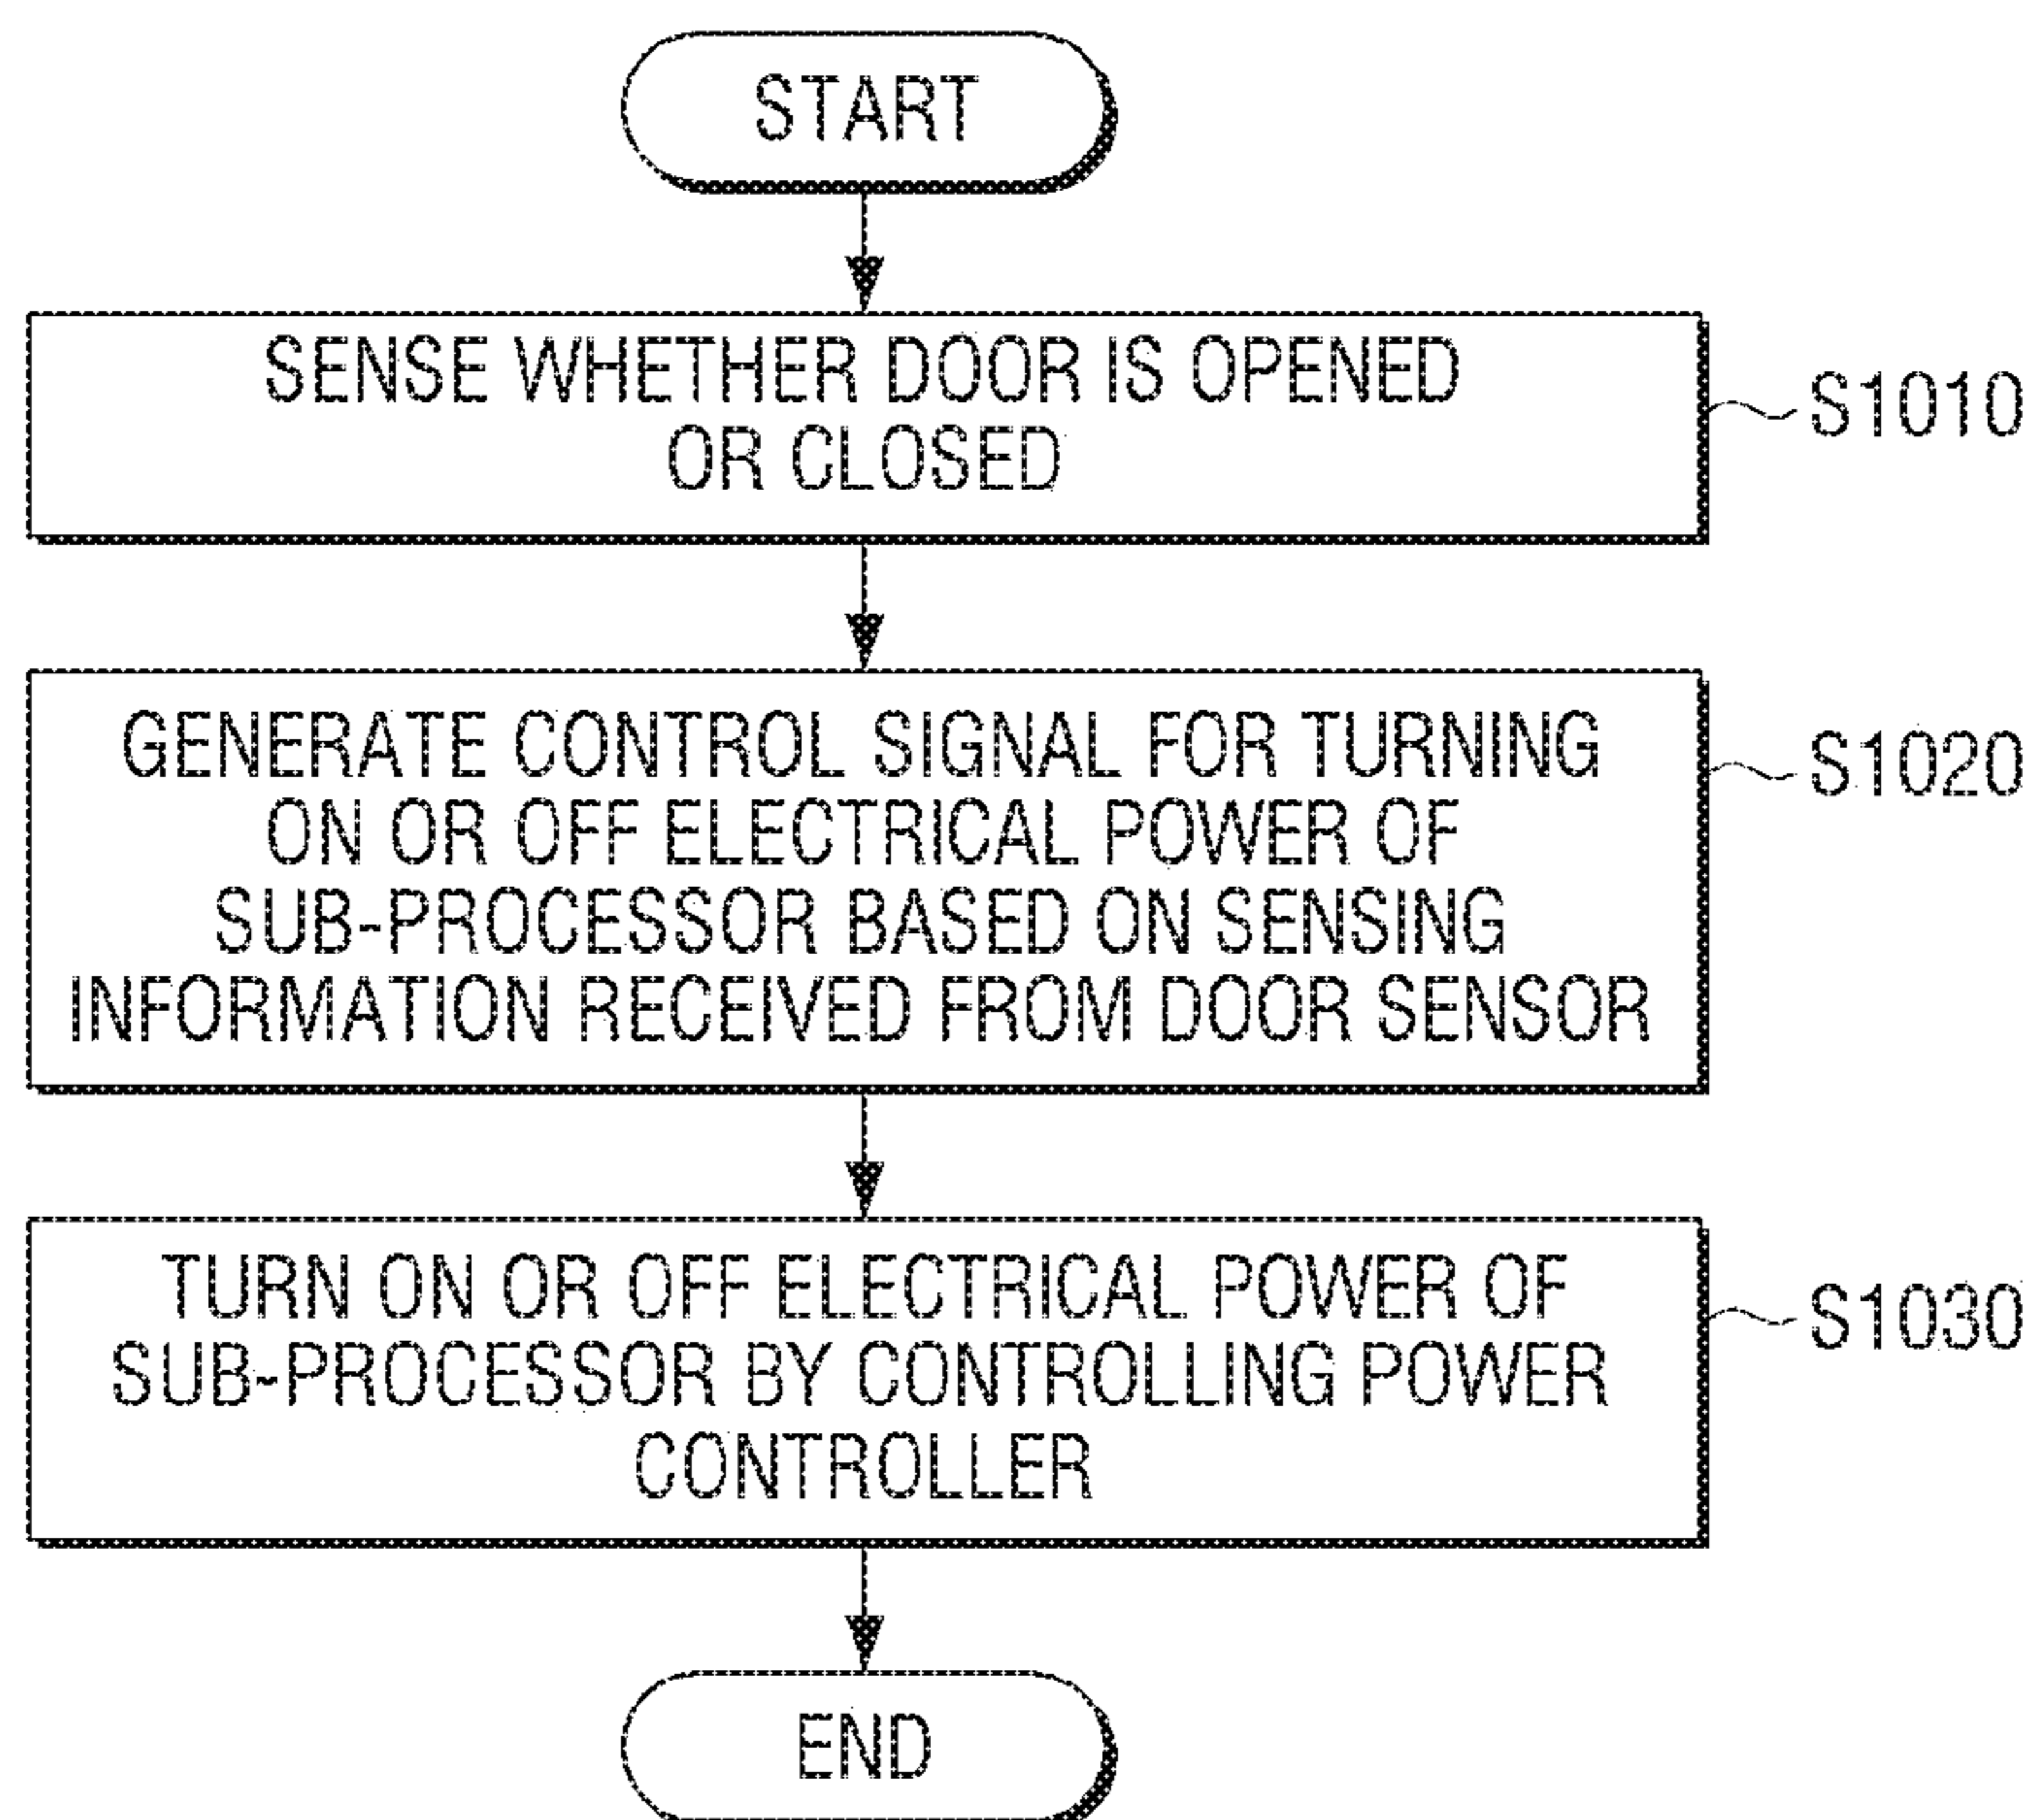 START
SENSE WHETHER DOOR IS OPENED
OR CLOSED
S1010
GENERATE CONTROL SIGNAL FOR TURNING
ON OR OFF ELECTRICAL POWER OF
SUB-PROCESSOR BASED ON SENSING
INFORMATION RECEIVED FROM DOOR SENSOR
S1020
TURN ON OR OFF ELECTRICAL POWER OF
SUB-PROCESSOR BY CONTROLLING POWER
CONTROLLER
S1030
END